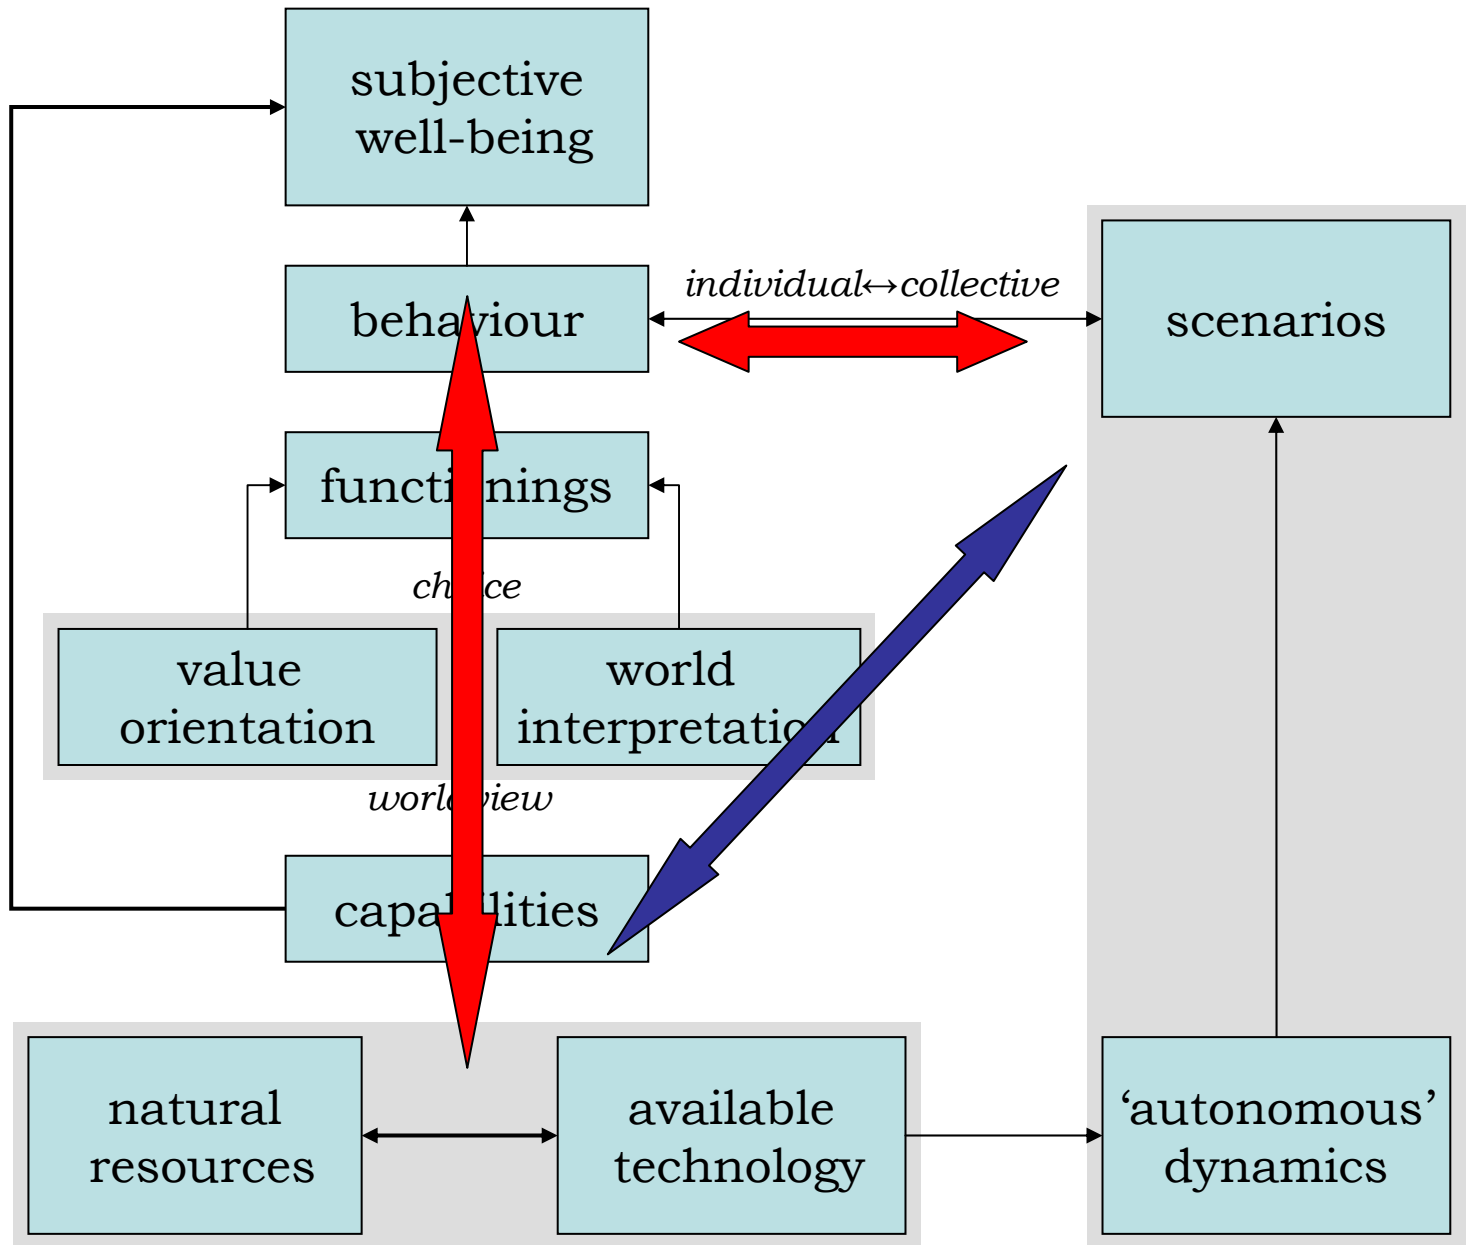 subjective
well-being
individual↔collective
behaviour
scenarios
functionings
choice
value
orientation
world
interpretation
worldview
capabilities
natural
resources
available
technology
‘autonomous’
dynamics